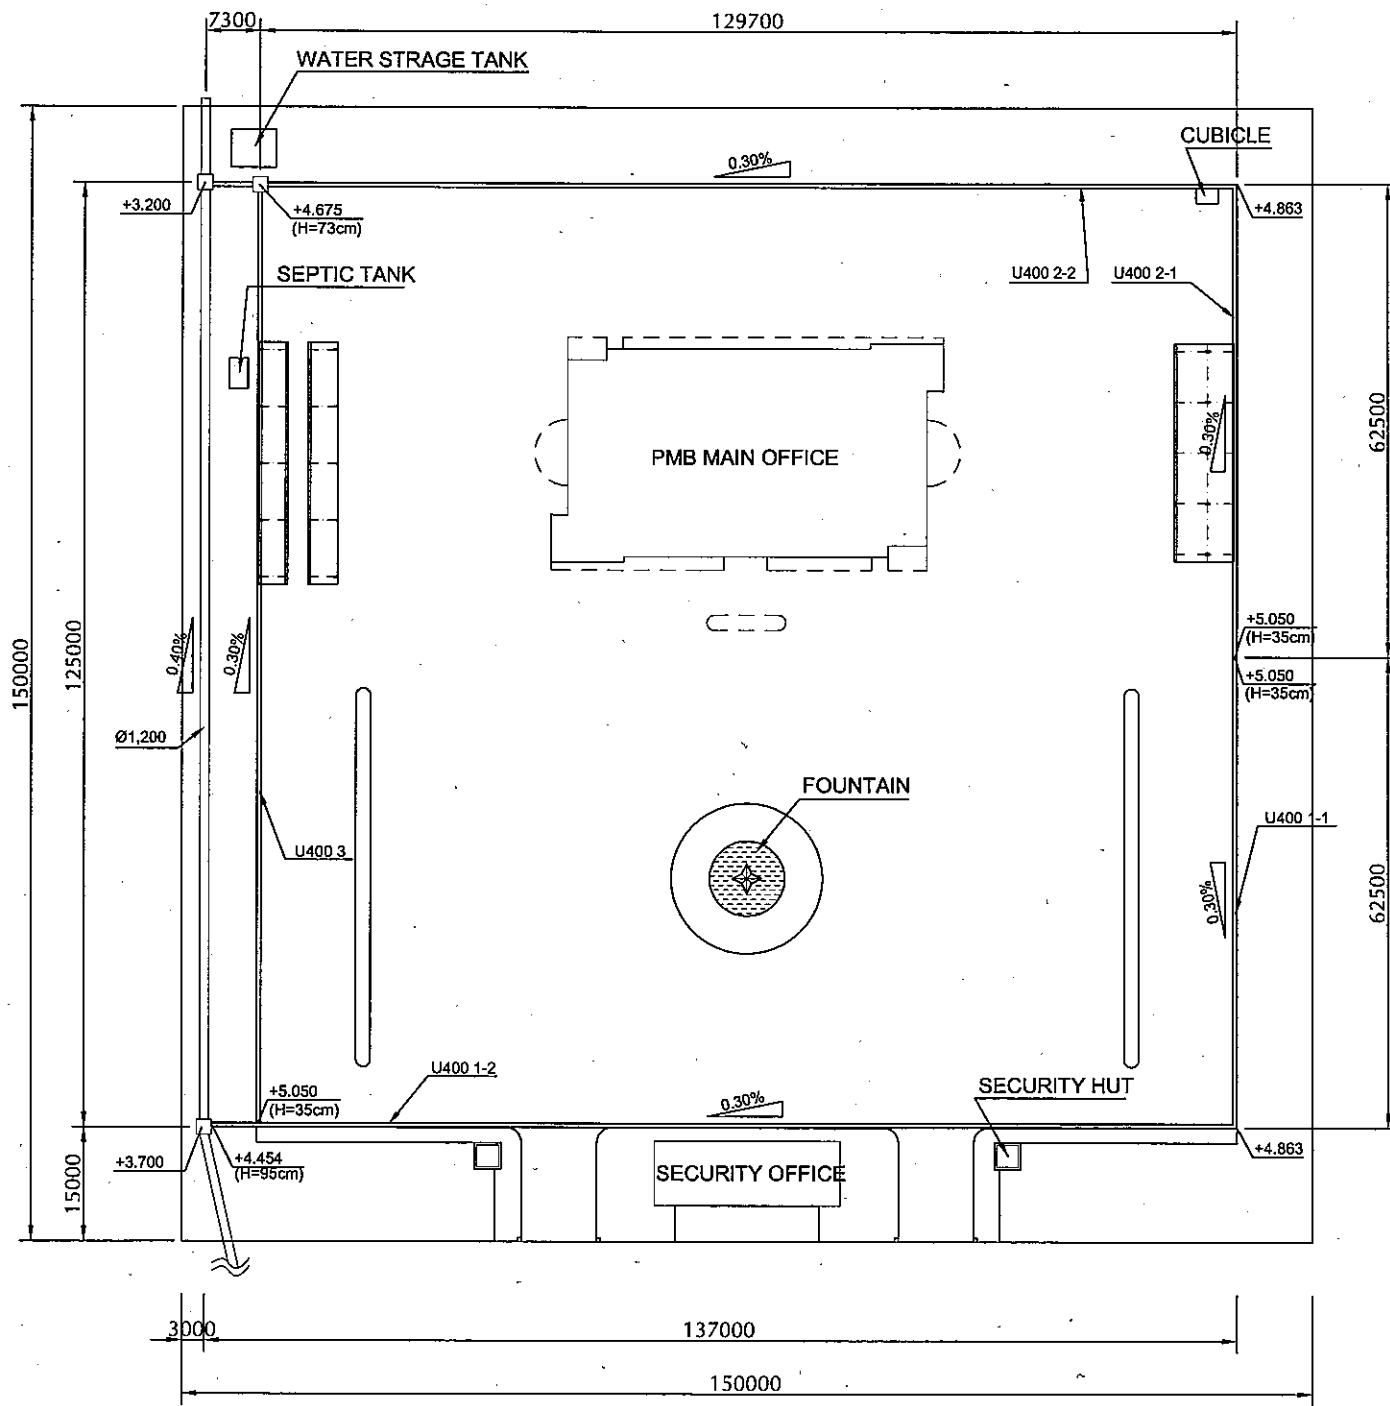 7300
129700
WATER STRAGE TANK
CUBICLE
0.30%
+3.200
+4.675
(H=73cm)
+4.863
SEPTIC TANK
U400 2-2
U400 2-1
62500
0.30%
PMB MAIN OFFICE
150000
125000
0.40%
0.30%
+5.050
(H=35cm)
+5.050
(H=35cm)
Ø1,200
FOUNTAIN
U400 1-1
U400 3
0.30%
62500
U400 1-2
SECURITY HUT
+5.050
(H=35cm)
0.30%
+3.700
+4.454
(H=95cm)
SECURITY OFFICE
+4.863
15000
3000
137000
150000